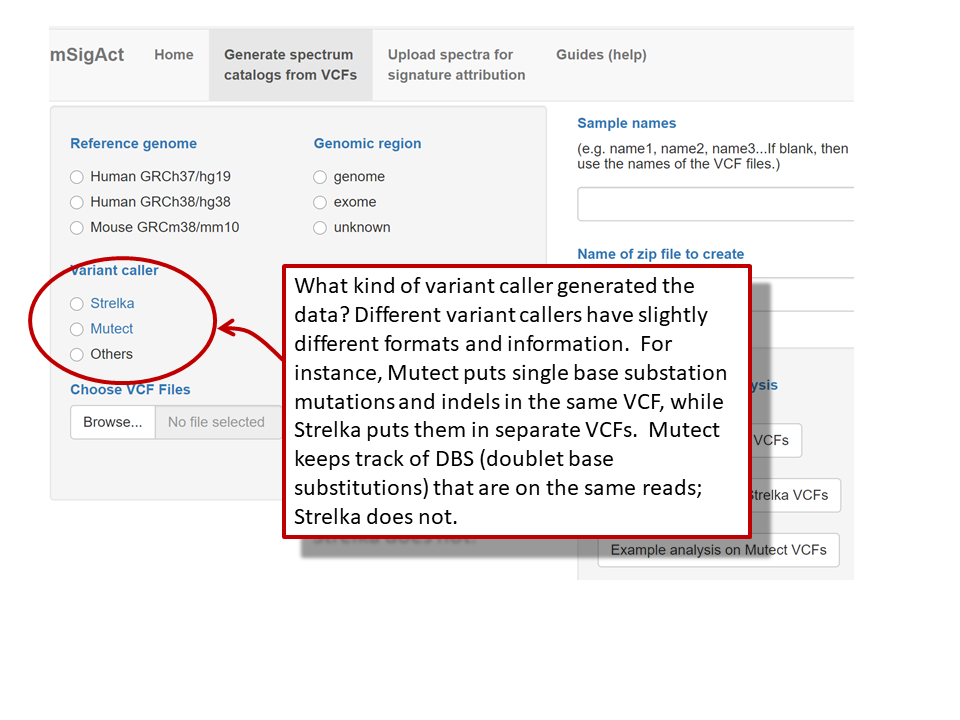 mSigAct
Home
Generate spectrum
catalogs from VCFs
Upload spectra for
signature attribution
Guides (help)
Reference genome
Human GRCh37/hg19
Human GRCh38/hg38
Mouse GRCm38/mm10
Genomic region
genome
exome
unknown
Variant caller
Strelka
Mutect
Others
Choose VCF Files
Browse...
No file selected
Sample names
(e.g. name1, name2, name3...If blank, then
use the names of the VCF files.)
Name of zip file to create
What kind of variant caller generated the
data? Different variant callers have slightly
different formats and information.  For
instance, Mutect puts single base substation
mutations and indels in the same VCF, while
Strelka puts them in separate VCFs.  Mutect
keeps track of DBS (doublet base
substitutions) that are on the same reads;
Strelka does not.
VCFs
Strelka VCFs
Example analysis on Mutect VCFs